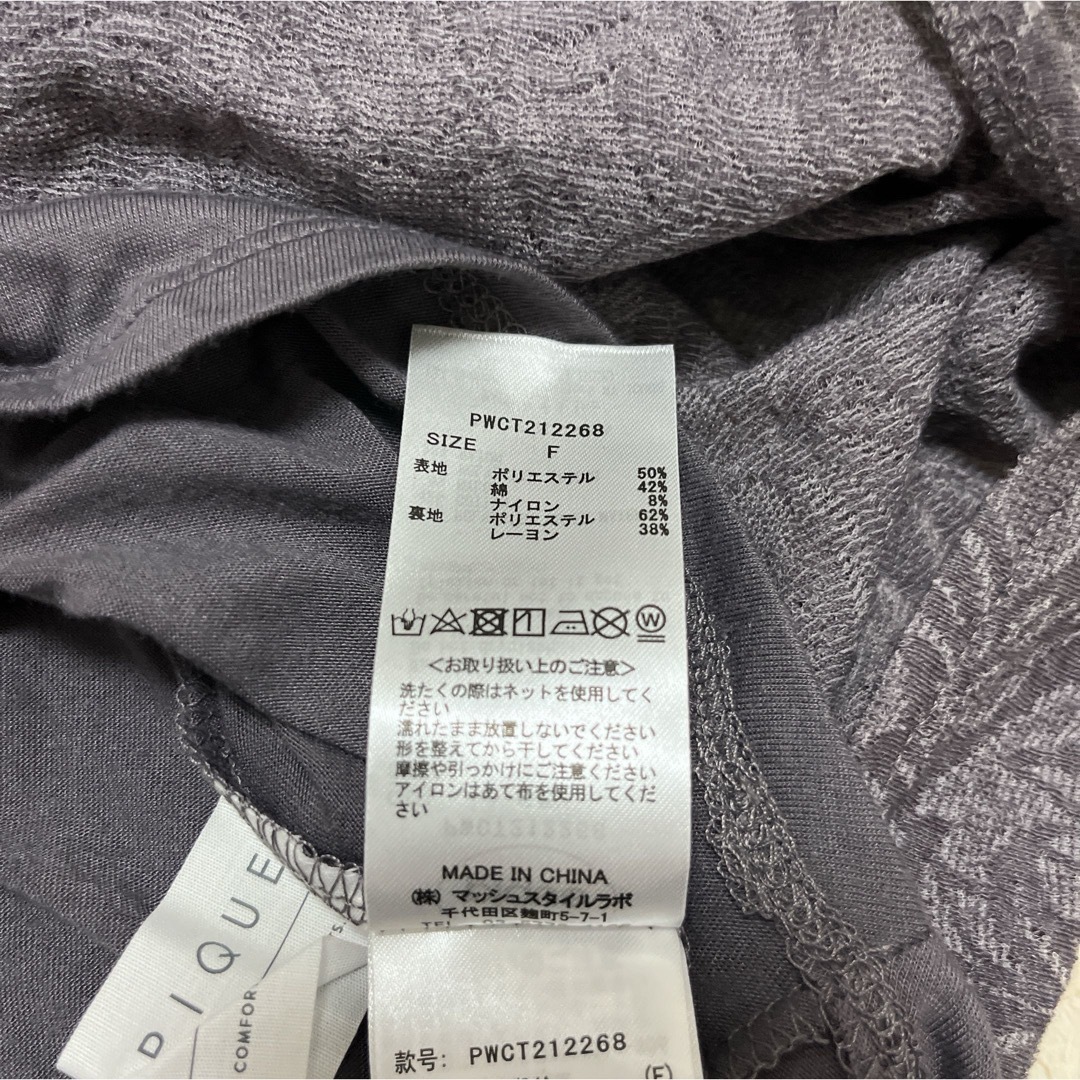 PWCT212268
SIZE F
表地 ポリエステル 50%
綿 42%
ナイロン 8%
裏地 ポリエステル 62%
レーヨン 38%
<お取り扱い上のご注意>
洗たくの際はネットを使用してく
ださい
濡れたまま放置しないでください
形を整えてから干してください
摩擦や引っかけにご注意ください
アイロンはあて布を使用してくだ
さい
MADE IN CHINA
(株) マッシュスタイルラボ
千代田区麹町5-7-1
款号: PWCT212268
(F)
PIQUE
COMFOR